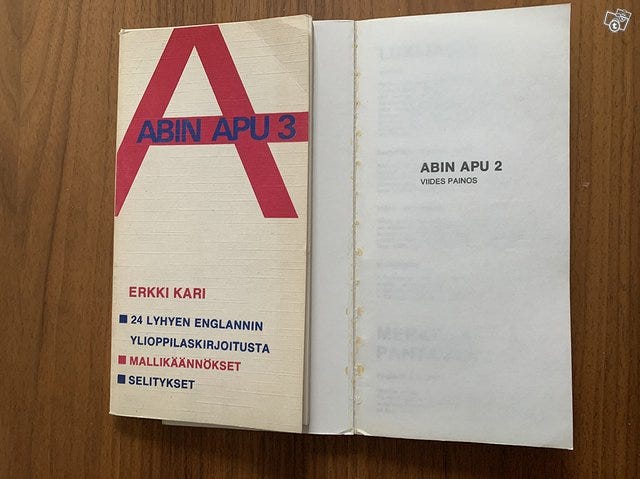 ABIN APU 3
ERKKI KARI
24 LYHYEN ENGLANNIN
YLIOPPILASKIRJOITUSTA
MALLIKÄÄNNÖKSET
SELITYKSET
ABIN APU 2
VIIDES PAINOS